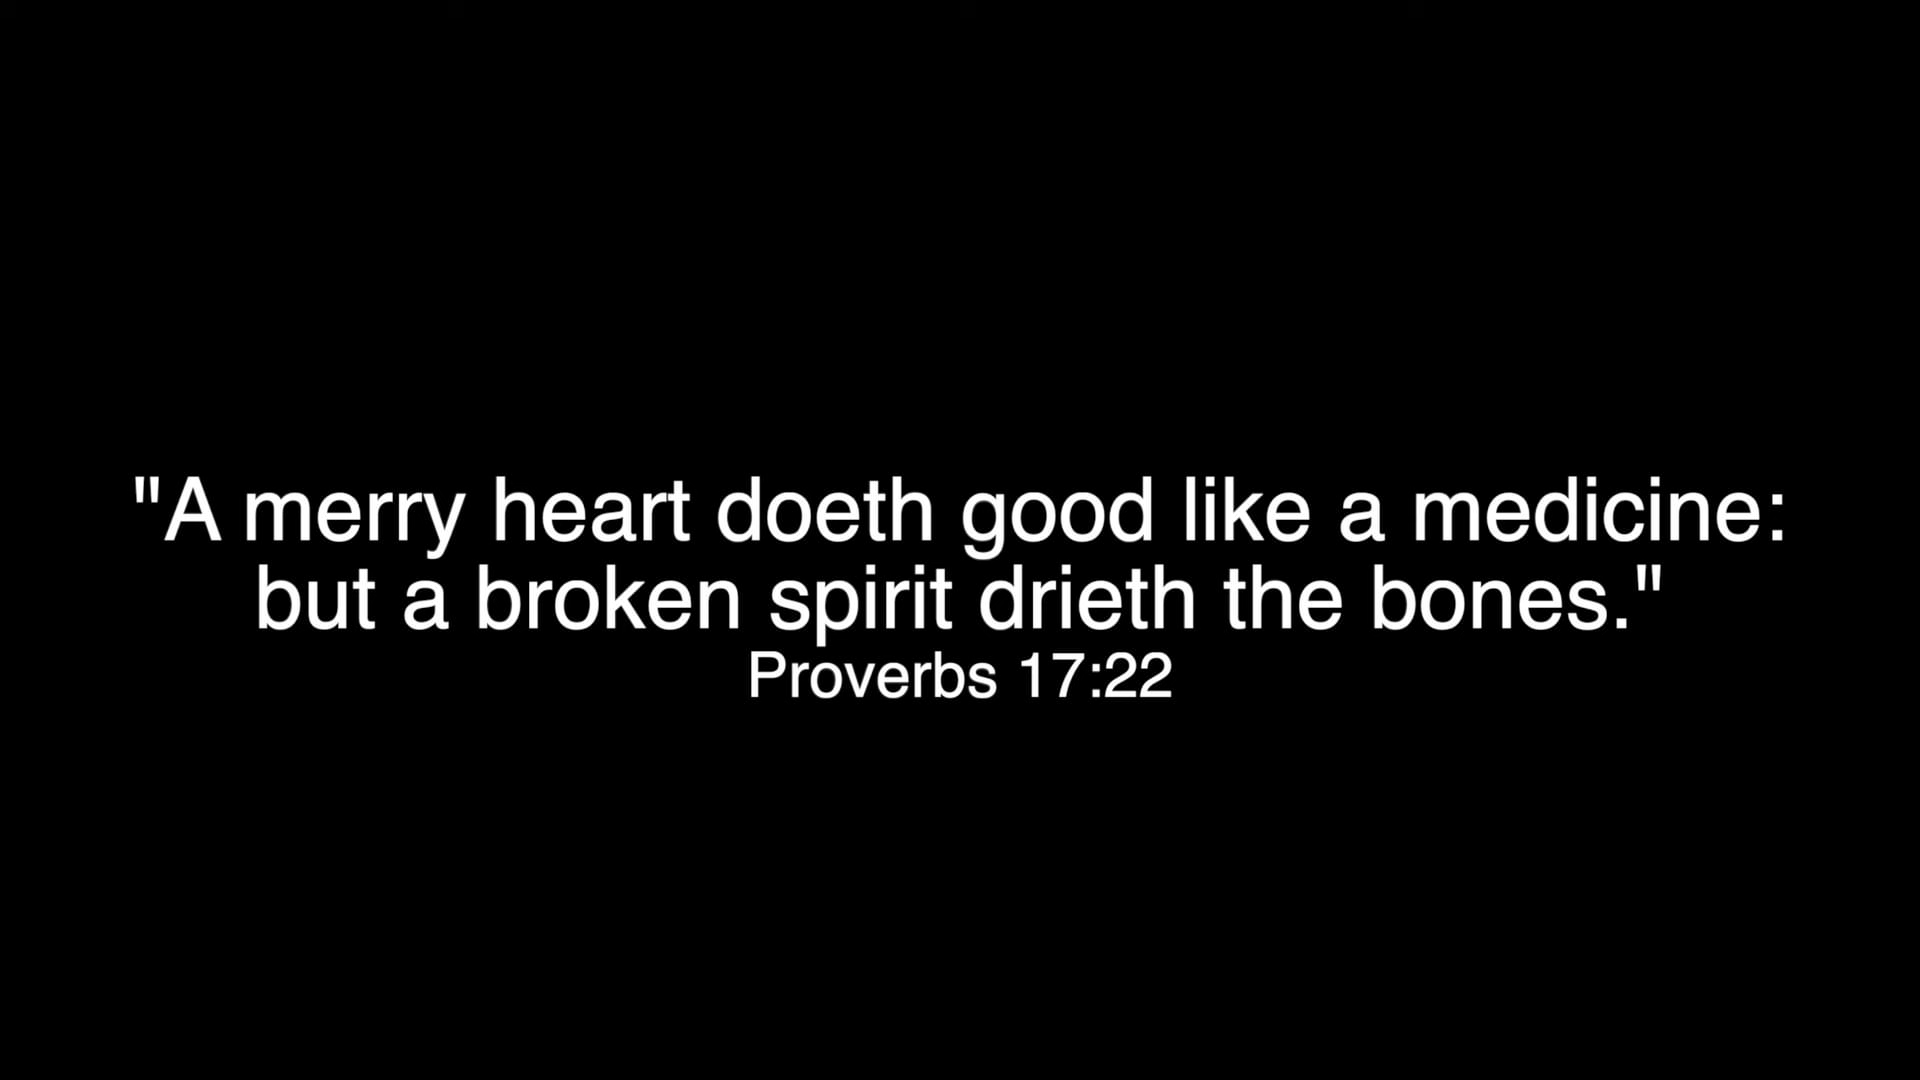 "A merry heart doeth good like a medicine:
but a broken spirit drieth the bones."
Proverbs 17:22